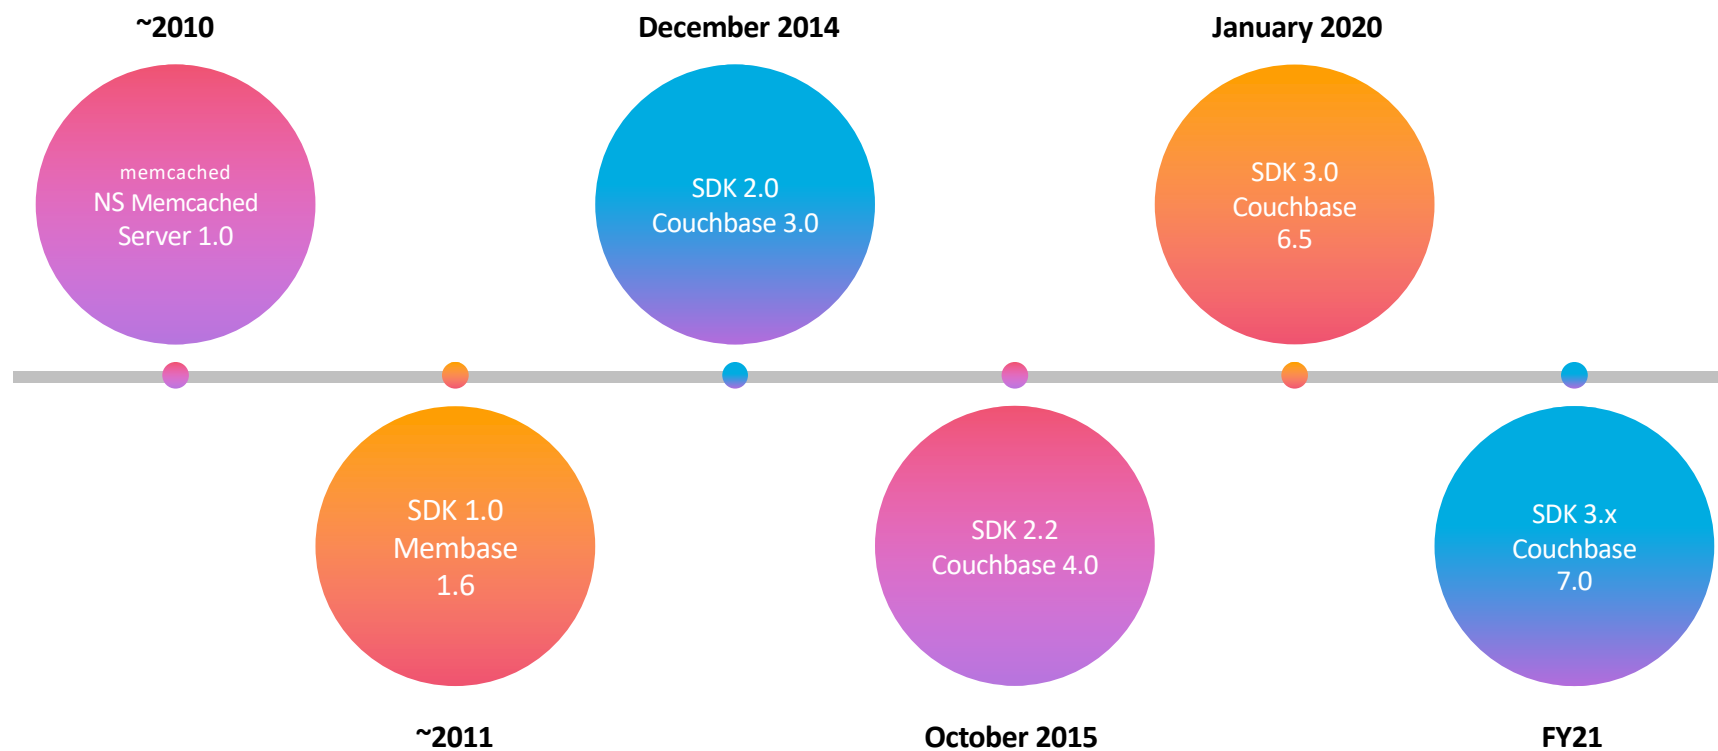 ~2010
December 2014
January 2020
memcached
NS Memcached
Server 1.0
SDK 2.0
Couchbase 3.0
SDK 3.0
Couchbase
6.5
SDK 1.0
Membase
1.6
SDK 2.2
Couchbase 4.0
SDK 3.x
Couchbase
7.0
~2011
October 2015
FY21